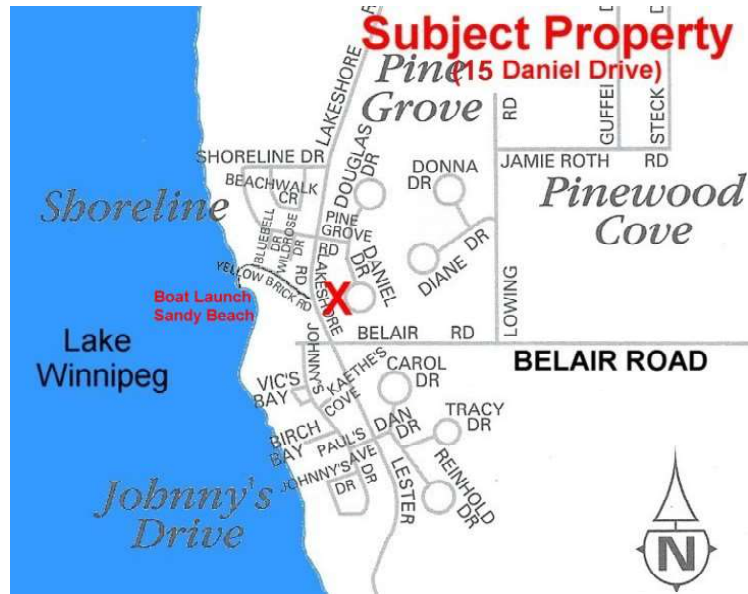 Subject Property
(15 Daniel Drive)
Pine
Grove
LAKESHORE
DOUGLAS
DR
RD
GUFFEI
STECK
SHORELINE DR
BEACHWALK
CR
DONNA
DR
JAMIE ROTH RD
Shoreline
Pinewood
Cove
BLUEBELL
DR
WILDROSE
DR
PINE
GROVE
RD
DANIEL
DR
DIANE DR
LOWING
YELLOW BRICK RD
LAKESHORE
RD
X
Boat Launch
Sandy Beach
BELAIR RD
BELAIR ROAD
Lake
Winnipeg
JOHNNY'S
KAETHE'S
COVE
CAROL
DR
VIC'S
BAY
TRACY
DR
BIRCH
BAY
PAUL'S
AVE
DAN
DR
JOHNNY'S
DR
DR
LESTER
REINHOLD
DR
Johnny's
Drive
N